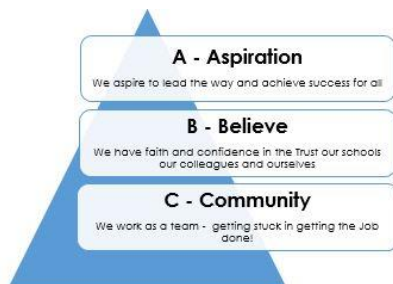 A - Aspiration
We aspire to lead the way and achieve success for all
B - Believe
We have faith and confidence in the Trust our schools
our colleagues and ourselves
C - Community
We work as a team - getting stuck in getting the Job
done!